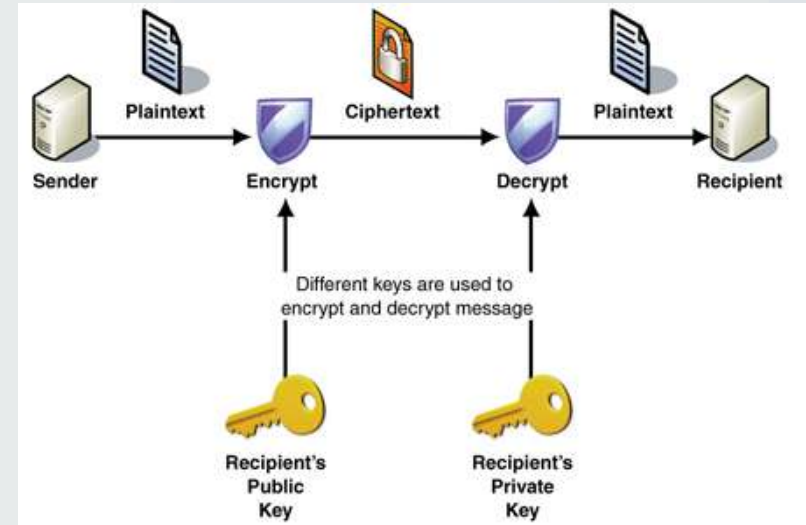 Plaintext
Ciphertext
Plaintext
Sender
Encrypt
Decrypt
Recipient
Different keys are used to
encrypt and decrypt message
Recipient's
Public
Key
Recipient's
Private
Key